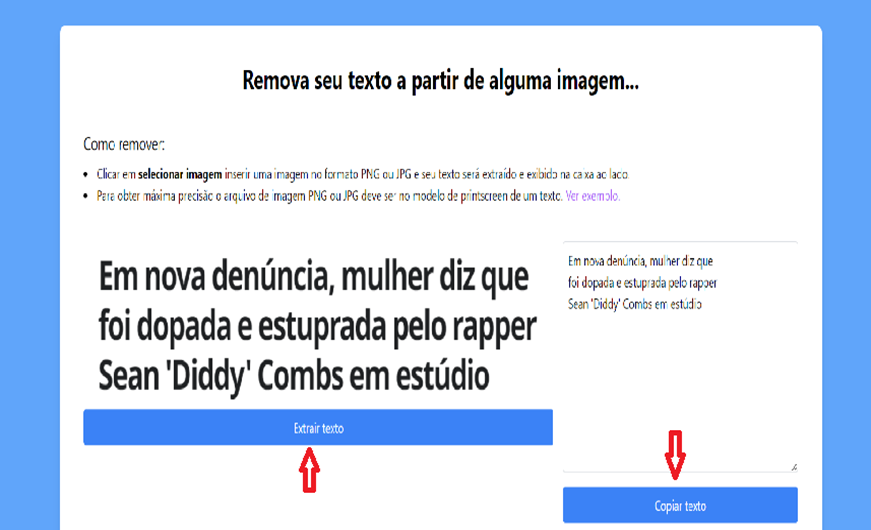 Remova seu texto a partir de alguma imagem...
Como remover:
Clicar em selecionar imagem inserir uma imagem no formato PNG ou JPG e seu texto será extraído e exibido na caixa ao lado.
Para obter máxima precisão o arquivo de imagem PNG ou JPG deve ser no modelo de printscreen de um texto. Ver exemplo.
Em nova denúncia, mulher diz que
foi dopada e estuprada pelo rapper
Sean 'Diddy' Combs em estúdio
Extrair texto
Em nova denúncia, mulher diz que
foi dopada e estuprada pelo rapper
Sean 'Diddy' Combs em estúdio
Copiar texto